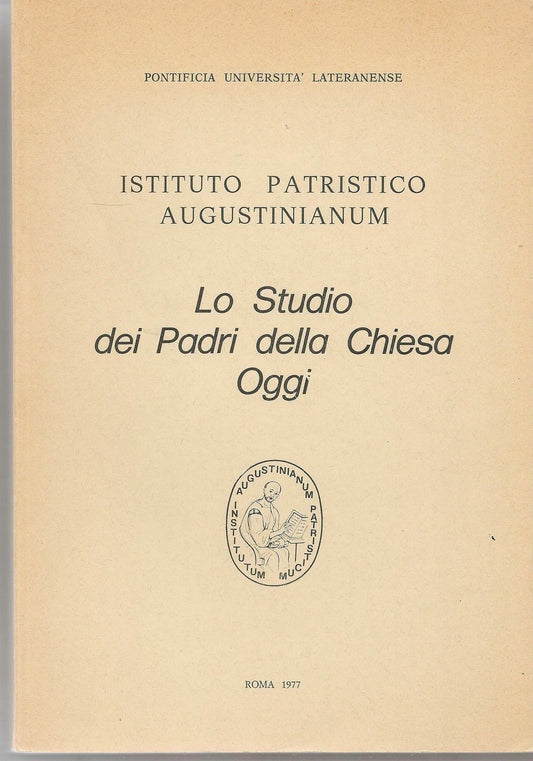 PONTIFICIA UNIVERSITA' LATERANENSE
ISTITUTO PATRISTICO
AUGUSTINIANUM
Lo Studio
dei Padri della Chiesa
Oggi
INSTITUTUM PATRISTICUM AUGUSTINIANUM
ROMA 1977